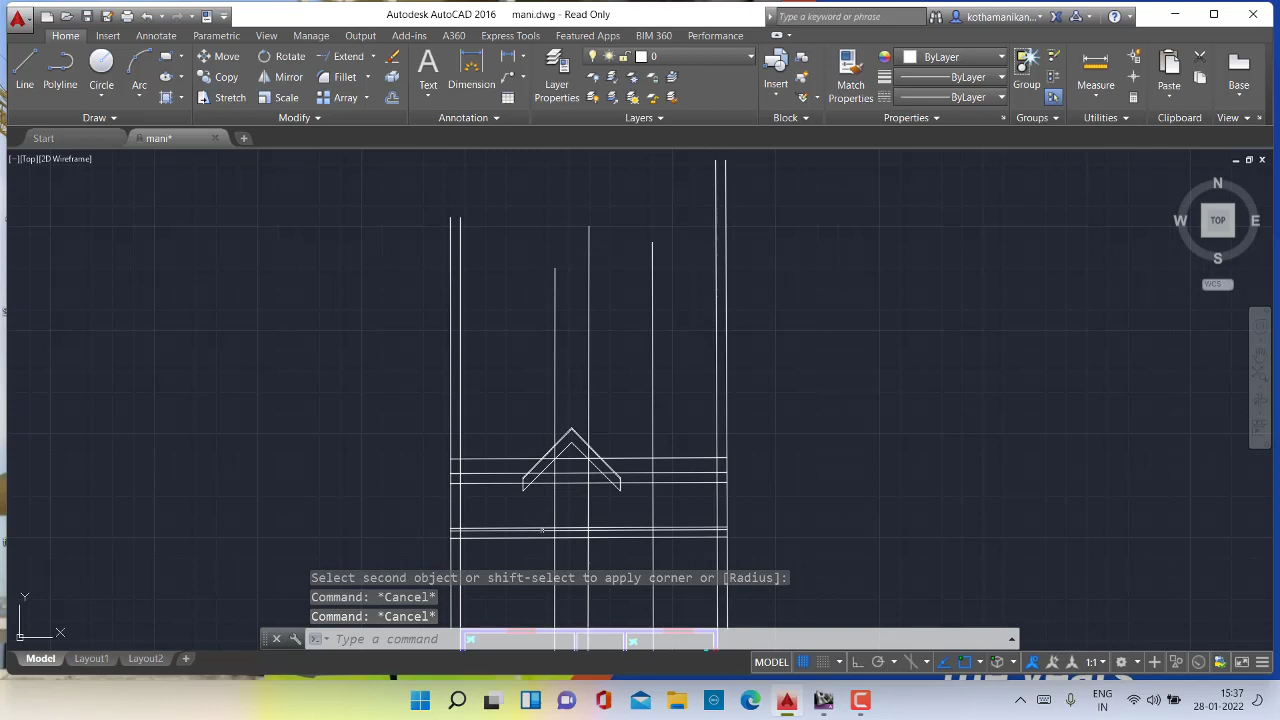 Autodesk AutoCAD 2016 mani.dwg - Read Only
Type a keyword or phrase
kothamanikan...
Home Insert Annotate Parametric View Manage Output Add-ins A360 Express Tools Featured Apps BIM 360 Performance
Line Polyline Circle Arc
Move Rotate Extend
Copy Mirror Fillet
Stretch Scale Array
Text Dimension
Layer Properties
0
Insert
Match Properties
ByLayer
ByLayer
ByLayer
Group
Measure
Paste
Base
Draw Modify Annotation Layers Block Properties Groups Utilities Clipboard View
Start mani*
[−][Top][2D Wireframe]
N
W TOP E
S
WCS
Select second object or shift-select to apply corner or [Radius]:
Command: *Cancel*
Command: *Cancel*
Type a command
Y
X
Model Layout1 Layout2
MODEL
1:1
ENG
IN
15:37
28-01-2022